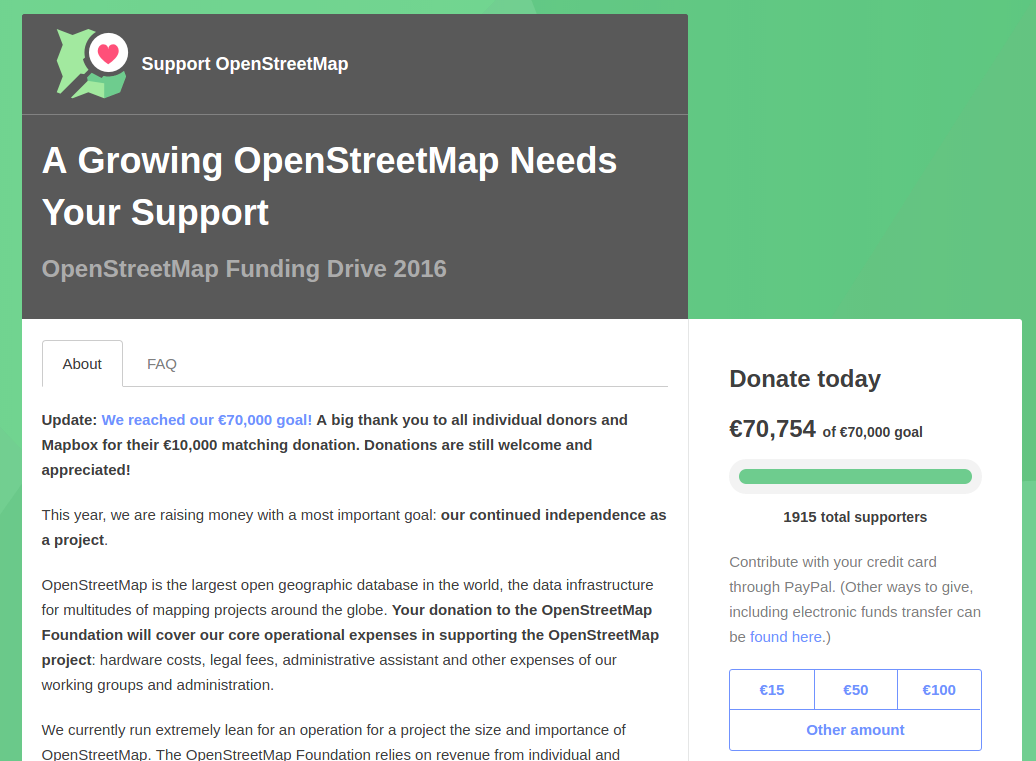 Support OpenStreetMap
A Growing OpenStreetMap Needs
Your Support
OpenStreetMap Funding Drive 2016
About
FAQ
Update: We reached our €70,000 goal! A big thank you to all individual donors and
Mapbox for their €10,000 matching donation. Donations are still welcome and
appreciated!
This year, we are raising money with a most important goal: our continued independence as
a project.
OpenStreetMap is the largest open geographic database in the world, the data infrastructure
for multitudes of mapping projects around the globe. Your donation to the OpenStreetMap
Foundation will cover our core operational expenses in supporting the OpenStreetMap
project: hardware costs, legal fees, administrative assistant and other expenses of our
working groups and administration.
We currently run extremely lean for an operation for a project the size and importance of
OpenStreetMap. The OpenStreetMap Foundation relies on revenue from individual and
Donate today
€70,754 of €70,000 goal
1915 total supporters
Contribute with your credit card
through PayPal. (Other ways to give,
including electronic funds transfer can
be found here.)
€15
€50
€100
Other amount